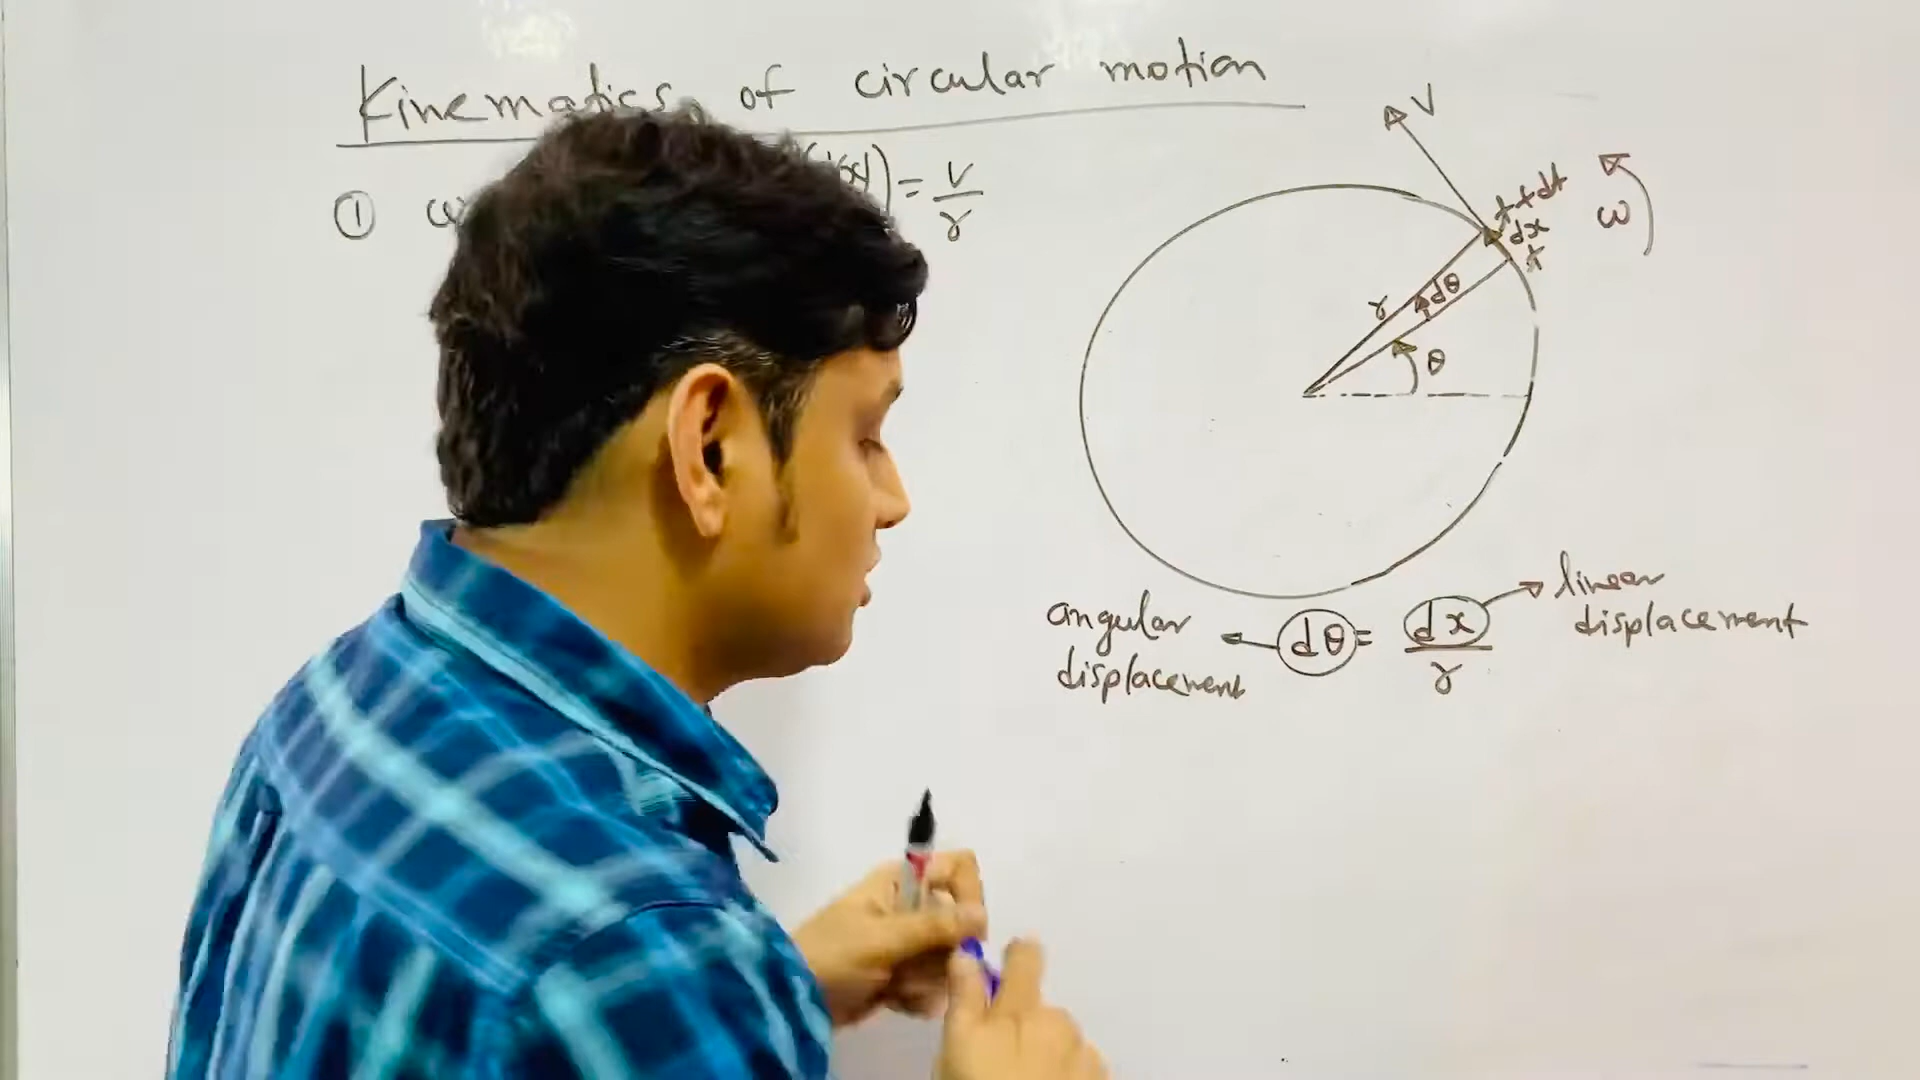 Kinematics of circular motion
① ω = v/r
V
t+dt
dx
t
ω
r
dθ
θ
angular displacement ← dθ = dx/r → linear displacement